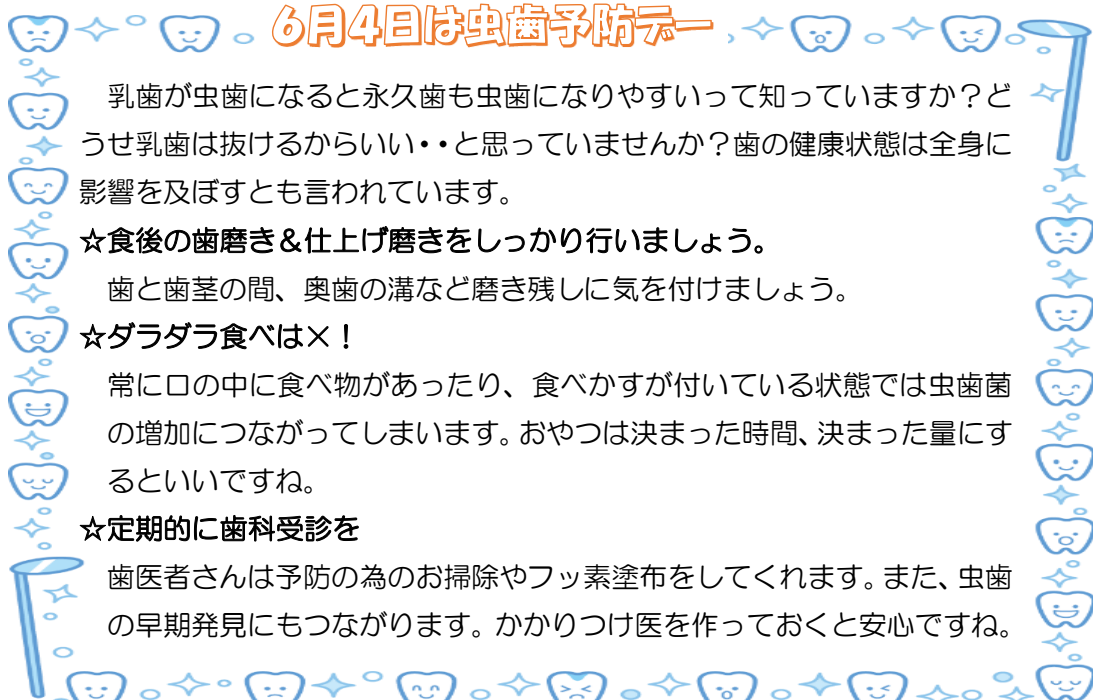 6月4日は虫歯予防デー
乳歯が虫歯になると永久歯も虫歯になりやすいって知っていますか？ど
うせ乳歯は抜けるからいい・・と思っていませんか？歯の健康状態は全身に
影響を及ぼすとも言われています。
☆食後の歯磨き＆仕上げ磨きをしっかり行いましょう。
歯と歯茎の間、奥歯の溝など磨き残しに気を付けましょう。
☆ダラダラ食べは×！
常に口の中に食べ物があったり、食べかすが付いている状態では虫歯菌
の増加につながってしまいます。おやつは決まった時間、決まった量にす
るといいですね。
☆定期的に歯科受診を
歯医者さんは予防の為のお掃除やフッ素塗布をしてくれます。また、虫歯
の早期発見にもつながります。かかりつけ医を作っておくと安心ですね。